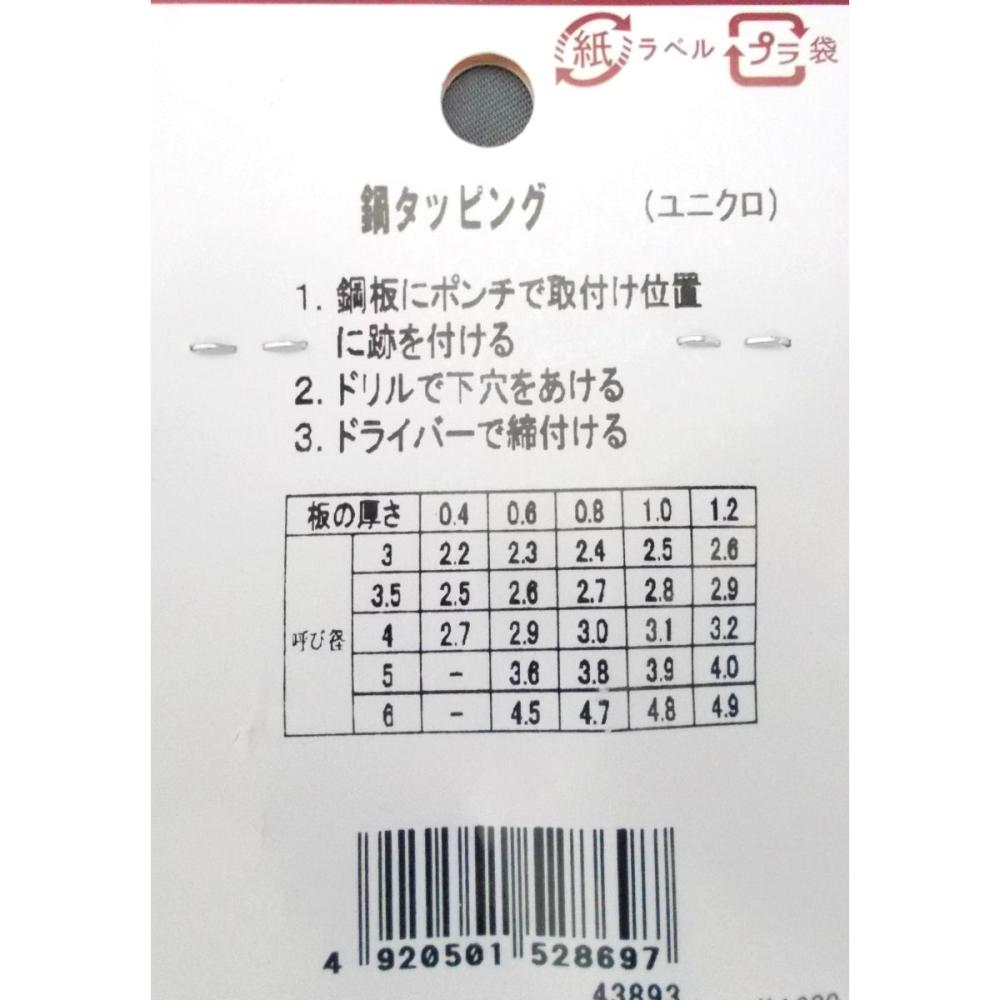 紙 ラベル プラ 袋
鍋タッピング (ユニクロ)
1. 鋼板にポンチで取付け位置
に跡を付ける
2. ドリルで下穴をあける
3. ドライバーで締付ける
板の厚さ 0.4 0.6 0.8 1.0 1.2
3 2.2 2.3 2.4 2.5 2.6
3.5 2.5 2.6 2.7 2.8 2.9
呼び径 4 2.7 2.9 3.0 3.1 3.2
5 － 3.6 3.8 3.9 4.0
6 － 4.5 4.7 4.8 4.9
4 920501 528697
43893